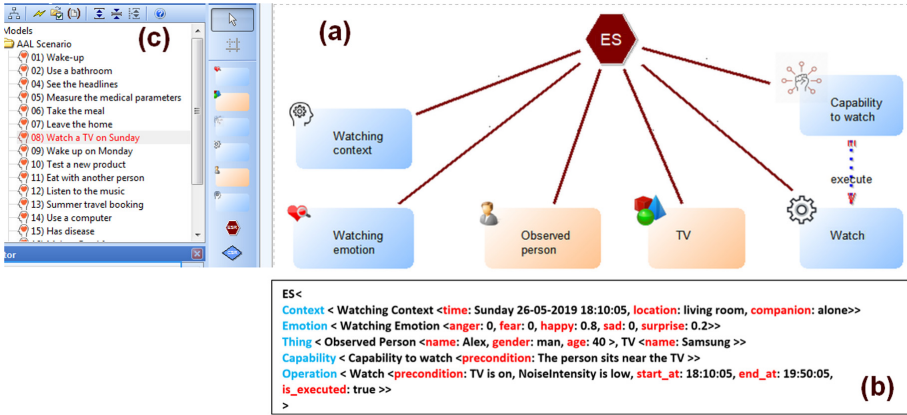 Models
AAL Scenario
01) Wake-up
02) Use a bathroom
04) See the headlines
05) Measure the medical parameters
06) Take the meal
07) Leave the home
08) Watch a TV on Sunday
09) Wake up on Monday
10) Test a new product
11) Eat with another person
12) Listen to the music
13) Summer travel booking
14) Use a computer
15) Has disease
tor
(c)
ESR
(a)
ES
Watching
context
Capability
to watch
execute
Watching
emotion
Observed
person
TV
Watch
ES<
Context < Watching Context <time: Sunday 26-05-2019 18:10:05, location: living room, companion: alone>>
Emotion < Watching Emotion <anger: 0, fear: 0, happy: 0.8, sad: 0, surprise: 0.2>>
Thing < Observed Person <name: Alex, gender: man, age: 40 >, TV <name: Samsung >>
Capability < Capability to watch <precondition: The person sits near the TV >>
Operation < Watch <precondition: TV is on, NoiseIntensity is low, start_at: 18:10:05, end_at: 19:50:05,
is_executed: true >>
>
(b)